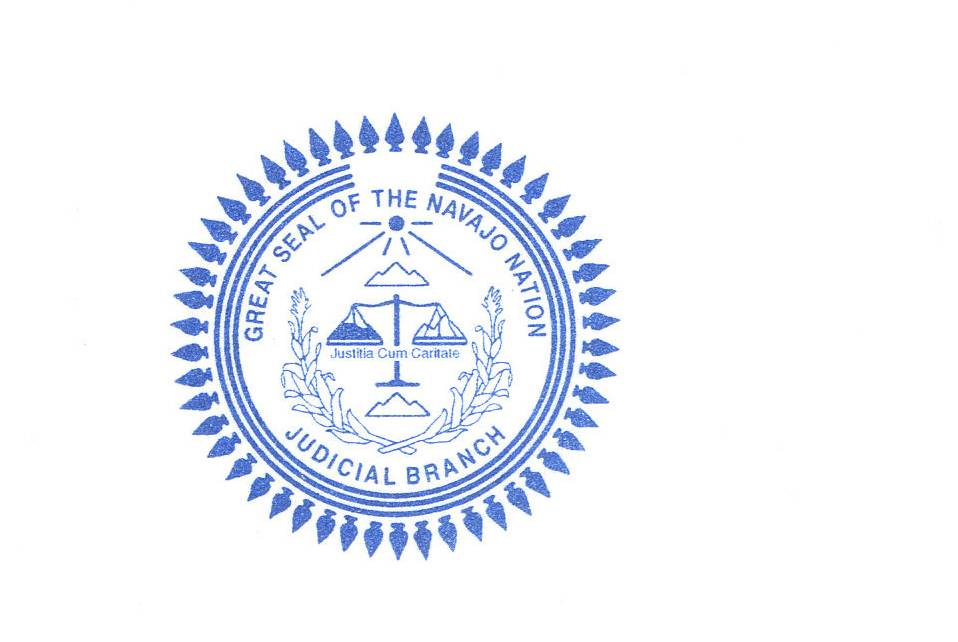 GREAT SEAL OF THE NAVAJO NATION
Justitia Cum Caritate
JUDICIAL BRANCH